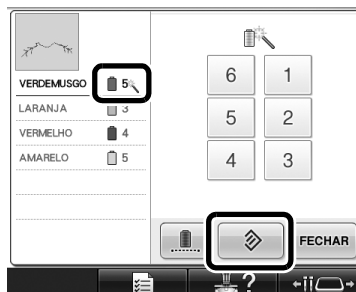 VERDEMUSGO 5
LARANJA 3
VERMELHO 4
AMARELO 5
6 1
5 2
4 3
FECHAR
?